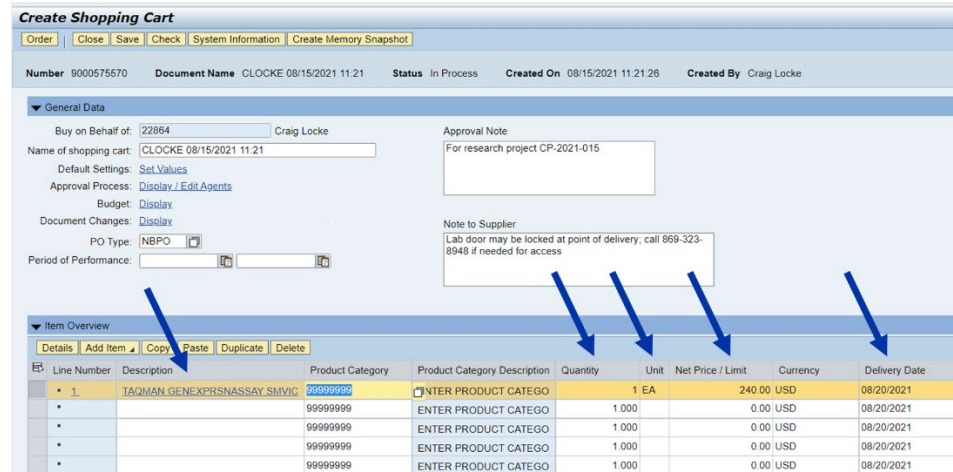 Create Shopping Cart
Order Close Save Check System Information Create Memory Snapshot
Number 9000575570 Document Name CLOCKE 08/15/2021 11:21 Status In Process Created On 08/15/2021 11:21:26 Created By Craig Locke
General Data
Buy on Behalf of: 22864 Craig Locke
Name of shopping cart: CLOCKE 08/15/2021 11:21
Default Settings: Set Values
Approval Process: Display / Edit Agents
Budget: Display
Document Changes: Display
PO Type: NBPO
Period of Performance:
Approval Note
For research project CP-2021-015
Note to Supplier
Lab door may be locked at point of delivery; call 869-323-
8948 if needed for access
Item Overview
Details Add Item Copy Paste Duplicate Delete
Line Number Description Product Category Product Category Description Quantity Unit Net Price / Limit Currency Delivery Date
• 1 TAQMAN GENEXPRSNASSAY SMVIC 99999999 NTER PRODUCT CATEGO 1 EA 240.00 USD 08/20/2021
• 99999999 ENTER PRODUCT CATEGO 1.000 0.00 USD 08/20/2021
• 99999999 ENTER PRODUCT CATEGO 1.000 0.00 USD 08/20/2021
• 99999999 ENTER PRODUCT CATEGO 1.000 0.00 USD 08/20/2021
• 99999999 ENTER PRODUCT CATEGO 1.000 0.00 USD 08/20/2021